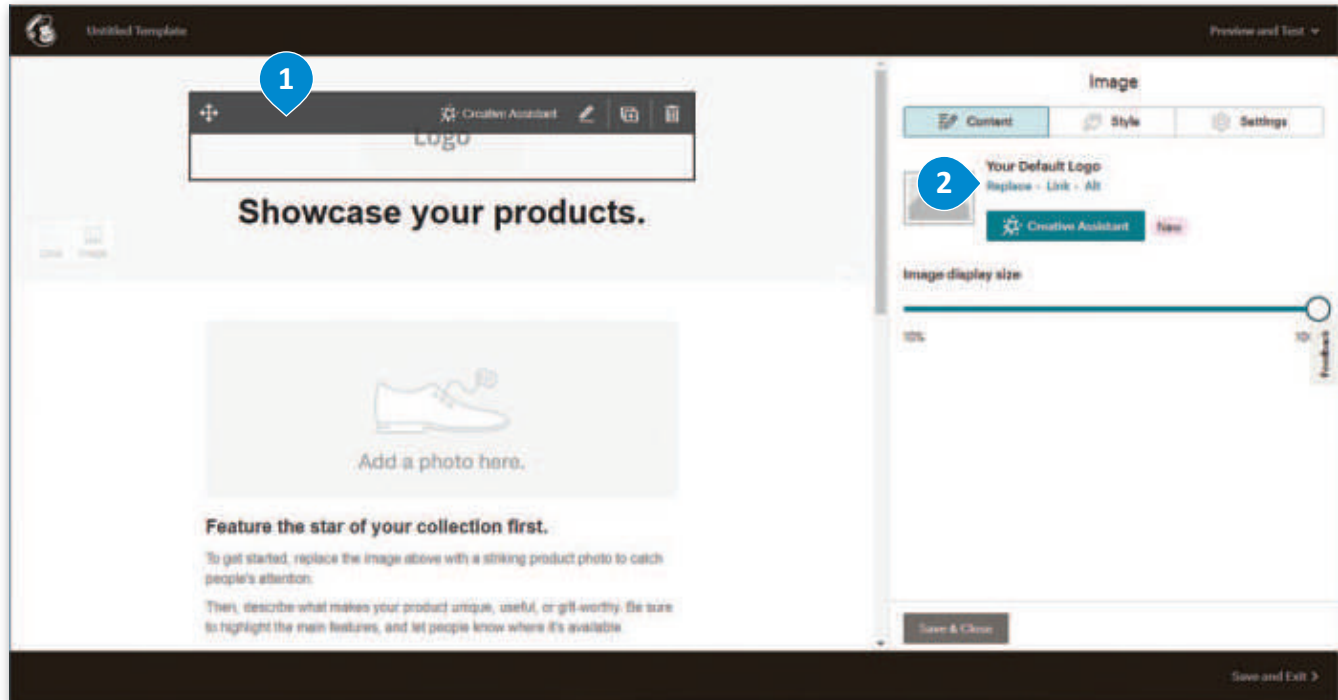 Untitled Template
Preview and Test
1
Creative Assistant
Logo
Showcase your products.
Add a photo here.
Feature the star of your collection first.
To get started, replace the image above with a striking product photo to catch
people's attention.
Then, describe what makes your product unique, useful, or gift-worthy. Be sure
to highlight the main features, and let people know where it's available
Image
Content
Style
Settings
2
Your Default Logo
Replace - Link - Alt
Creative Assistant
New
Image display size
10%
Feedback
Save & Close
Save and Exit